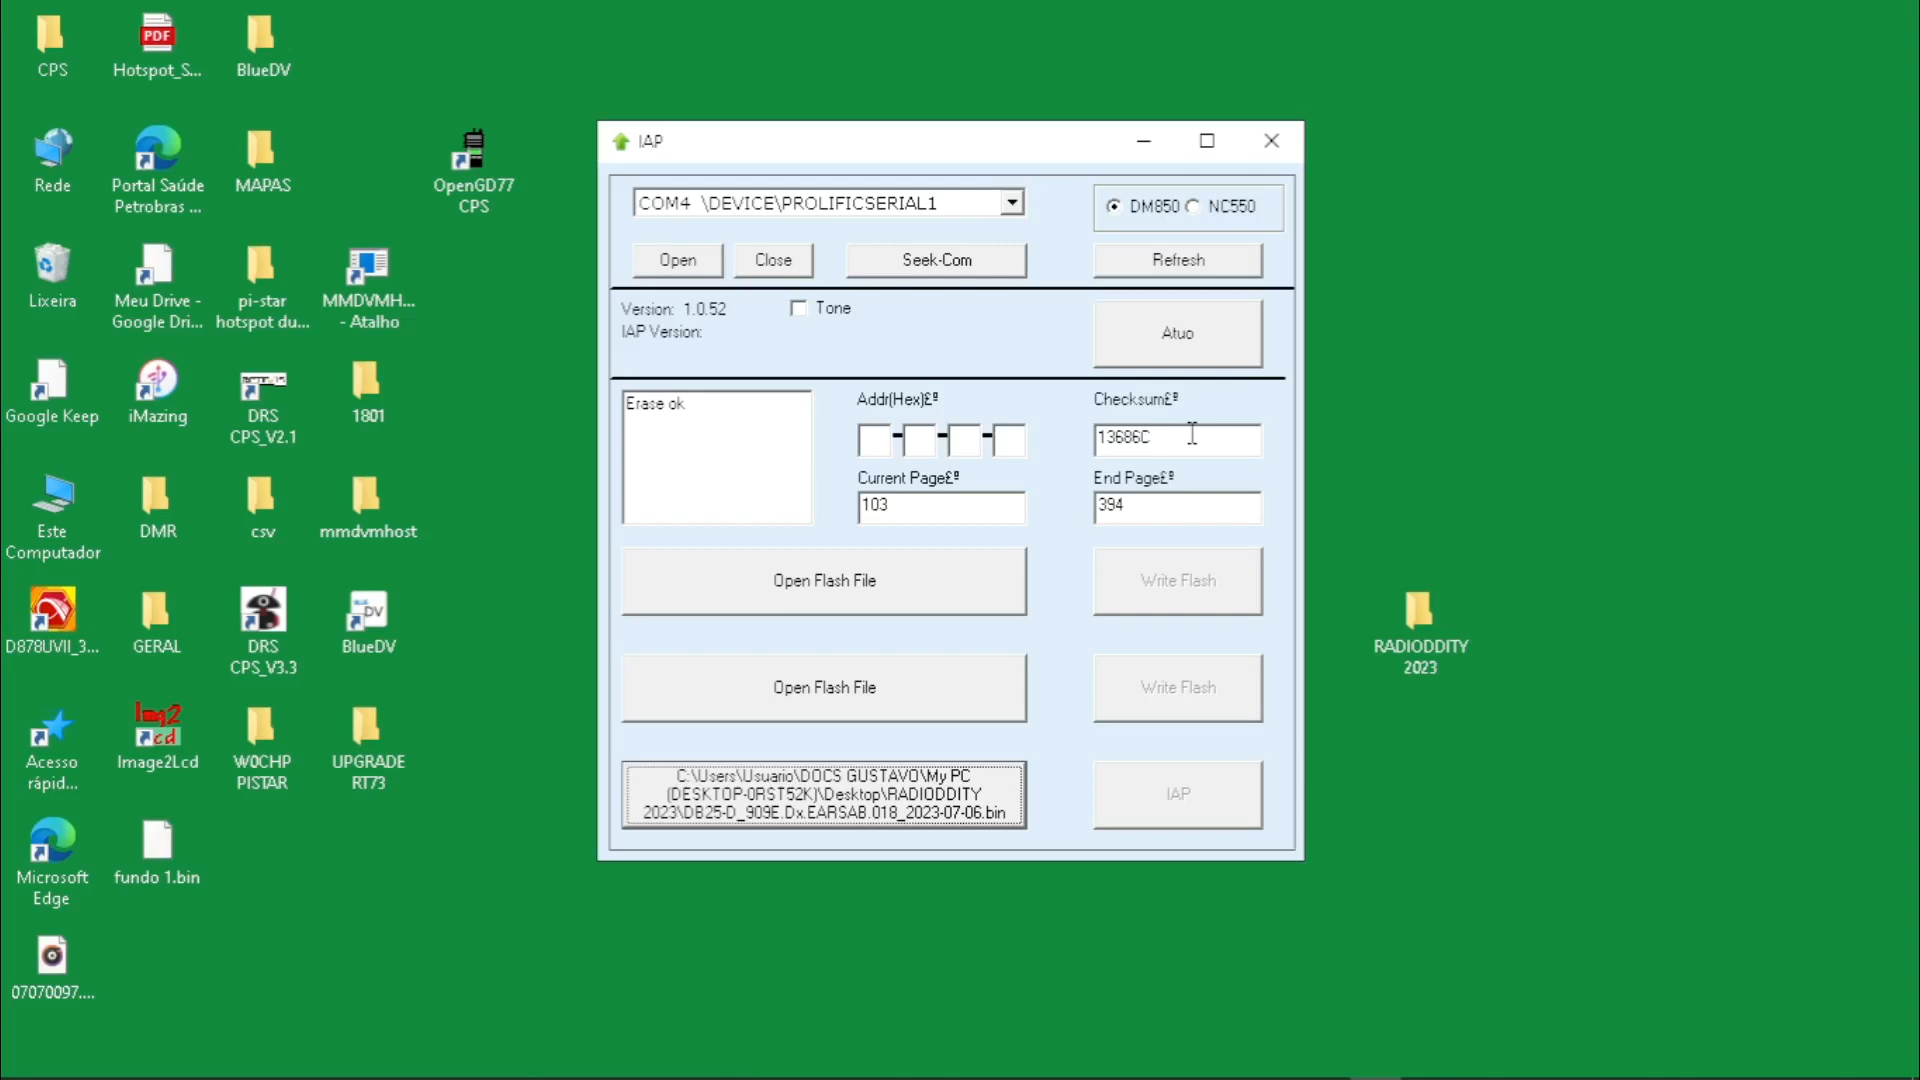 CPS
Hotspot_S...
BlueDV
Rede
Portal Saúde
Petrobras ...
MAPAS
OpenGD77
CPS
Lixeira
Meu Drive -
Google Dri...
pi-star
hotspot du...
MMDVMH...
- Atalho
Google Keep
iMazing
DRS
CPS_V2.1
1801
Este
Computador
DMR
csv
mmdvmhost
D878UVII_3...
GERAL
DRS
CPS_V3.3
BlueDV
Acesso
rápid...
Image2Lcd
W0CHP
PISTAR
UPGRADE
RT73
Microsoft
Edge
fundo 1.bin
07070097....
PDF
Img2
cd
DV
IAP
COM4 \DEVICE\PROLIFICSERIAL1
DM850 NC550
Open Close Seek-Com Refresh
Version: 1.0.52 Tone
IAP Version:
Atuo
Erase ok
Addr(Hex)£º
Checksum£º
13686C
Current Page£º
End Page£º
103
394
Open Flash File Write Flash
Open Flash File Write Flash
C:\Users\Usuario\DOCS GUSTAVO\My PC
(DESKTOP-0RST52K)\Desktop\RADIODDITY
2023\DB25-D_909E.Dx.EARSAB.018_2023-07-06.bin
IAP
RADIODDITY
2023